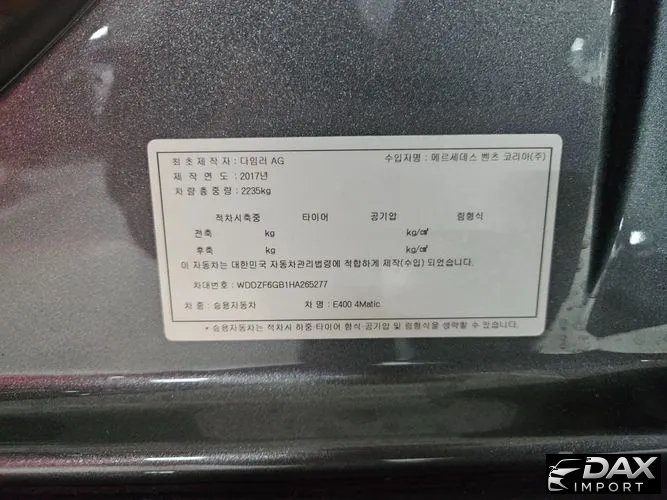 최초제작자 : 다임러 AG 수입자명 : 메르세데스 벤츠 코리아(주)
제작연도 : 2017년
차량총중량 : 2235kg
적차시축중 타이어 공기압 림형식
전축 kg kg/㎠
후축 kg kg/㎠
이 자동차는 대한민국 자동차관리법령에 적합하게 제작(수입) 되었습니다.
차대번호 : WDDZF6GB1HA265277
차 종 : 승용자동차 차 명 : E400 4Matic
* 승용자동차는 적차시 하중·타이어 형식·공기압 및 림형식을 생략할 수 있습니다.
DAX
IMPORT